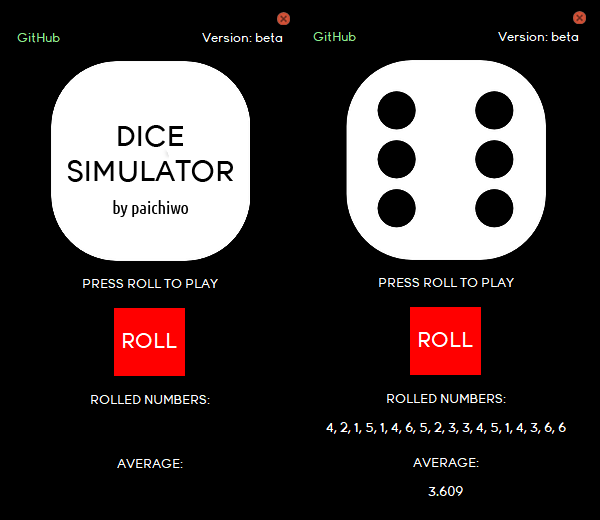 GitHub
Version: beta
DICE
SIMULATOR
by paichiwo
PRESS ROLL TO PLAY
ROLL
ROLLED NUMBERS:
AVERAGE:
GitHub
Version: beta
PRESS ROLL TO PLAY
ROLL
ROLLED NUMBERS:
4, 2, 1, 5, 1, 4, 6, 5, 2, 3, 3, 4, 5, 1, 4, 3, 6, 6
AVERAGE:
3.609